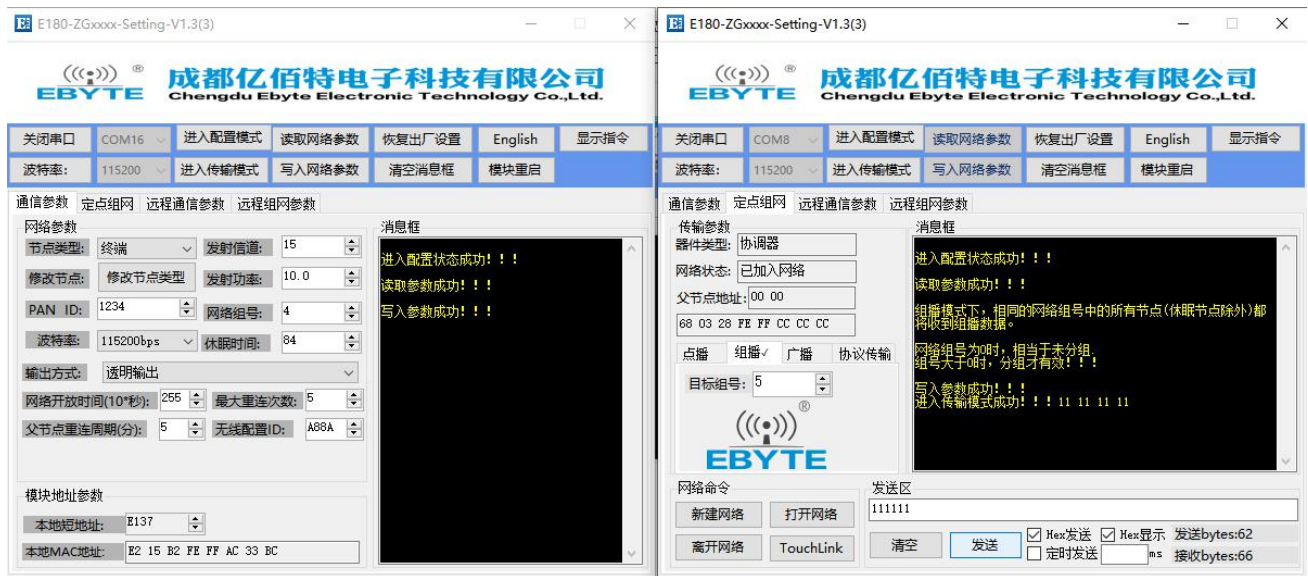 E180-ZGxxxx-Setting-V1.3(3)
EBYTE ®
成都亿佰特电子科技有限公司
Chengdu Ebyte Electronic Technology Co.,Ltd.
关闭串口 COM16 进入配置模式 读取网络参数 恢复出厂设置 English 显示指令
波特率: 115200 进入传输模式 写入网络参数 清空消息框 模块重启
通信参数 定点组网 远程通信参数 远程组网参数
网络参数
节点类型: 终端 发射信道: 15
修改节点: 修改节点类型 发射功率: 10.0
PAN ID: 1234 网络组号: 4
波特率: 115200bps 休眠时间: 84
输出方式: 透明输出
网络开放时间(10*秒): 255 最大重连次数: 5
父节点重连周期(分): 5 无线配置ID: A88A
模块地址参数
本地短地址: E137
本地MAC地址: E2 15 B2 FE FF AC 33 BC
消息框
进入配置状态成功!!!
读取参数成功!!!
写入参数成功!!!
E180-ZGxxxx-Setting-V1.3(3)
EBYTE ®
成都亿佰特电子科技有限公司
Chengdu Ebyte Electronic Technology Co.,Ltd.
关闭串口 COM8 进入配置模式 读取网络参数 恢复出厂设置 English 显示指令
波特率: 115200 进入传输模式 写入网络参数 清空消息框 模块重启
通信参数 定点组网 远程通信参数 远程组网参数
传输参数
器件类型: 协调器
网络状态: 已加入网络
父节点地址: 00 00
68 03 28 FE FF CC CC CC
点播 组播✓ 广播 协议传输
目标组号: 5
EBYTE ®
消息框
进入配置状态成功!!!
读取参数成功!!!
组播模式下，相同的网络组号中的所有节点(休眠节点除外)都
将收到组播数据。
网络组号为0时，相当于未分组.
组号大于0时，分组才有效!!!
写入参数成功!!!
进入传输模式成功!!! 11 11 11 11
网络命令
新建网络 打开网络
离开网络 TouchLink
发送区
111111
清空 发送 Hex发送 Hex显示 发送bytes:62
定时发送 ms 接收bytes:66